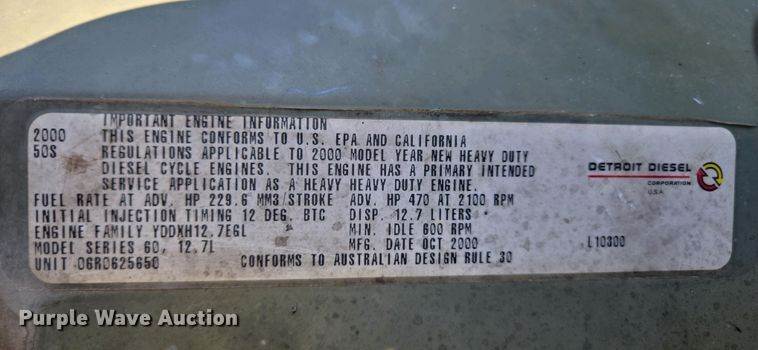 IMPORTANT ENGINE INFORMATION
2000 THIS ENGINE CONFORMS TO U.S. EPA AND CALIFORNIA
50S REGULATIONS APPLICABLE TO 2000 MODEL YEAR NEW HEAVY DUTY
DIESEL CYCLE ENGINES. THIS ENGINE HAS A PRIMARY INTENDED
SERVICE APPLICATION AS A HEAVY HEAVY DUTY ENGINE.
FUEL RATE AT ADV. HP 229.6 MM3/STROKE ADV. HP 470 AT 2100 RPM
INITIAL INJECTION TIMING 12 DEG. BTC DISP. 12.7 LITERS
ENGINE FAMILY YDDXH12.7EGL MIN. IDLE 600 RPM
MODEL SERIES 60, 12.7L MFG. DATE OCT 2000 L10300
UNIT 06R0625650 CONFORMS TO AUSTRALIAN DESIGN RULE 30
DETROIT DIESEL
CORPORATION
U.S.A.
Purple Wave Auction